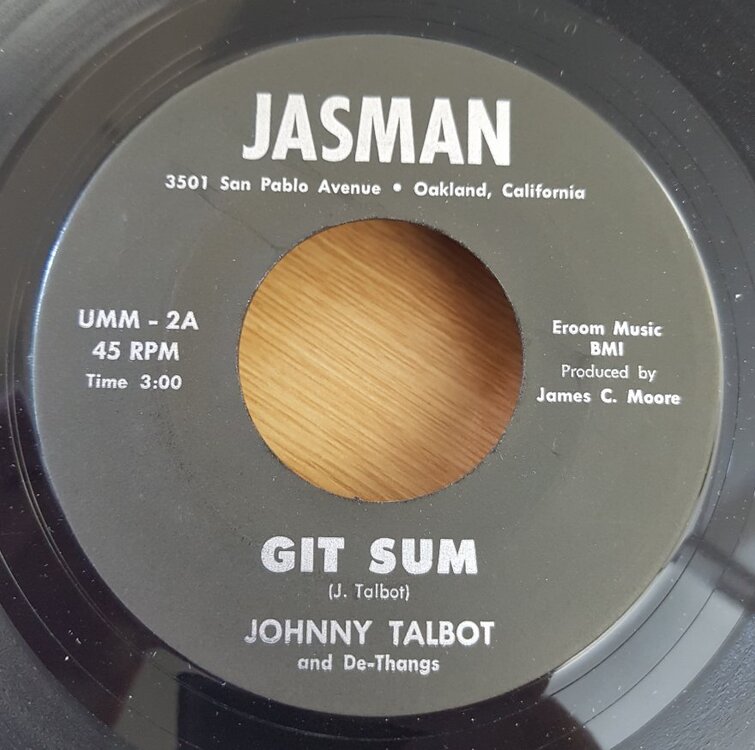 JASMAN
3501 San Pablo Avenue • Oakland, California
UMM - 2A
45 RPM
Time 3:00
Eroom Music
BMI
Produced by
James C. Moore
GIT SUM
(J. Talbot)
JOHNNY TALBOT
and De-Thangs